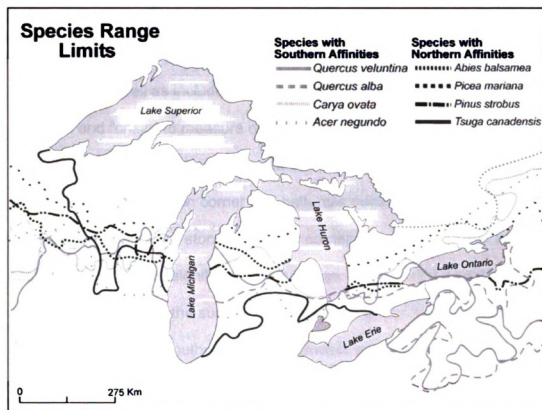 Species Range
Limits
Species with
Southern Affinities
Quercus veluntina
Quercus alba
Carya ovata
Acer negundo
Species with
Northern Affinities
Abies balsamea
Picea mariana
Pinus strobus
Tsuga canadensis
Lake Superior
Lake Michigan
Lake Huron
Lake Ontario
Lake Erie
0 275 Km